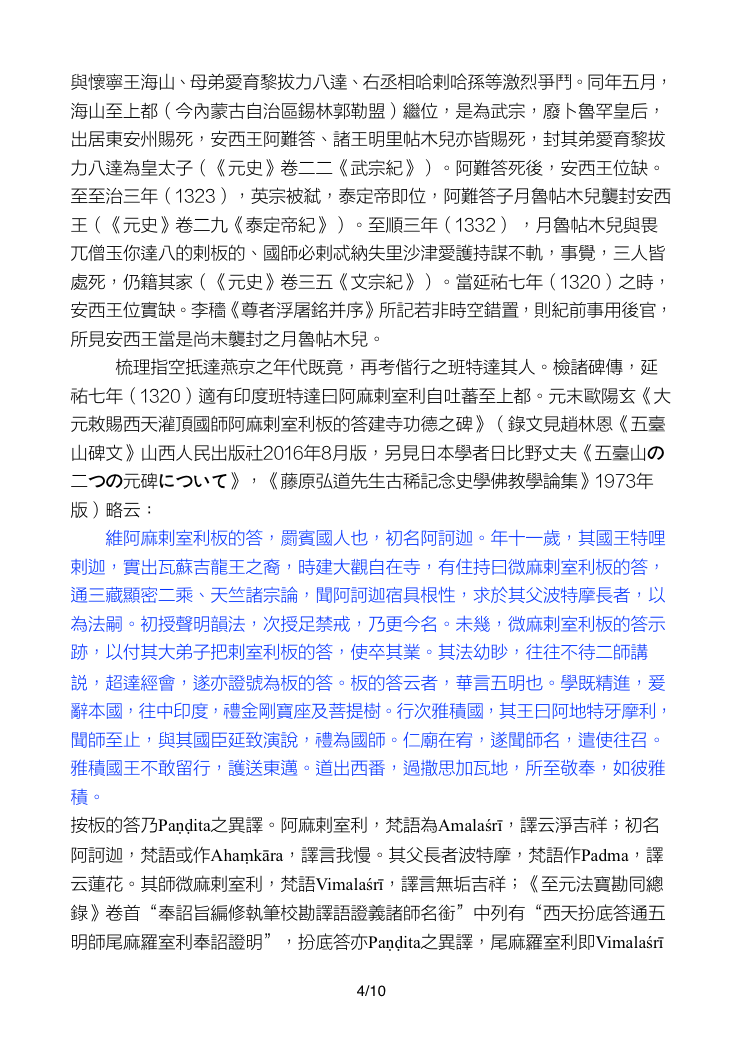 與懷寧王海山、母弟愛育黎拔力八達、右丞相哈剌哈孫等激烈爭鬥。同年五月，
海山至上都（今內蒙古自治區錫林郭勒盟）繼位，是為武宗，廢卜魯罕皇后，
出居東安州賜死，安西王阿難答、諸王明里帖木兒亦皆賜死，封其弟愛育黎拔
力八達為皇太子（《元史》卷二二《武宗紀》）。阿難答死後，安西王位缺。
至至治三年（1323），英宗被弒，泰定帝即位，阿難答子月魯帖木兒襲封安西
王（《元史》卷二九《泰定帝紀》）。至順三年（1332） ，月魯帖木兒與畏
兀僧玉你達八的剌板的、國師必剌忒納失里沙津愛護持謀不軌，事覺，三人皆
處死，仍籍其家（《元史》卷三五《文宗紀》）。當延祐七年（1320）之時，
安西王位實缺。李穡《尊者浮屠銘并序》所記若非時空錯置，則紀前事用後官，
所見安西王當是尚未襲封之月魯帖木兒。
梳理指空抵達燕京之年代既竟，再考偕行之班特達其人。檢諸碑傳，延
祐七年（1320）適有印度班特達曰阿麻剌室利自吐蕃至上都。元末歐陽玄《大
元敕賜西天灌頂國師阿麻剌室利板的答建寺功德之碑》（錄文見趙林恩《五臺
山碑文》山西人民出版社2016年8月版，另見日本學者日比野丈夫《五臺山の
二つの元碑について》，《藤原弘道先生古稀記念史學佛教學論集》1973年
版）略云：
維阿麻剌室利板的答，罽賓國人也，初名阿訶迦。年十一歲，其國王特哩
剌迦，實出瓦蘇吉龍王之裔，時建大觀自在寺，有住持曰微麻剌室利板的答，
通三藏顯密二乘、天竺諸宗論，聞阿訶迦宿具根性，求於其父波特摩長者，以
為法嗣。初授聲明韻法，次授足禁戒，乃更今名。未幾，微麻剌室利板的答示
跡，以付其大弟子把剌室利板的答，使卒其業。其法幼眇，往往不待二師講
説，超達經會，遂亦證號為板的答。板的答云者，華言五明也。學既精進，爰
辭本國，往中印度，禮金剛寶座及菩提樹。行次雅積國，其王曰阿地特牙摩利，
聞師至止，與其國臣延致演說，禮為國師。仁廟在宥，遂聞師名，遣使往召。
雅積國王不敢留行，護送東邁。道出西番，過撒思加瓦地，所至敬奉，如彼雅
積。
按板的答乃Paṇḍita之異譯。阿麻剌室利，梵語為Amalaśrī，譯云淨吉祥；初名
阿訶迦，梵語或作Ahaṃkāra，譯言我慢。其父長者波特摩，梵語作Padma，譯
云蓮花。其師微麻剌室利，梵語Vimalaśrī，譯言無垢吉祥；《至元法寶勘同總
錄》卷首“奉詔旨編修執筆校勘譯語證義諸師名銜”中列有“西天扮底答通五
明師尾麻羅室利奉詔證明”，扮底答亦Paṇḍita之異譯，尾麻羅室利即Vimalaśrī
4/10